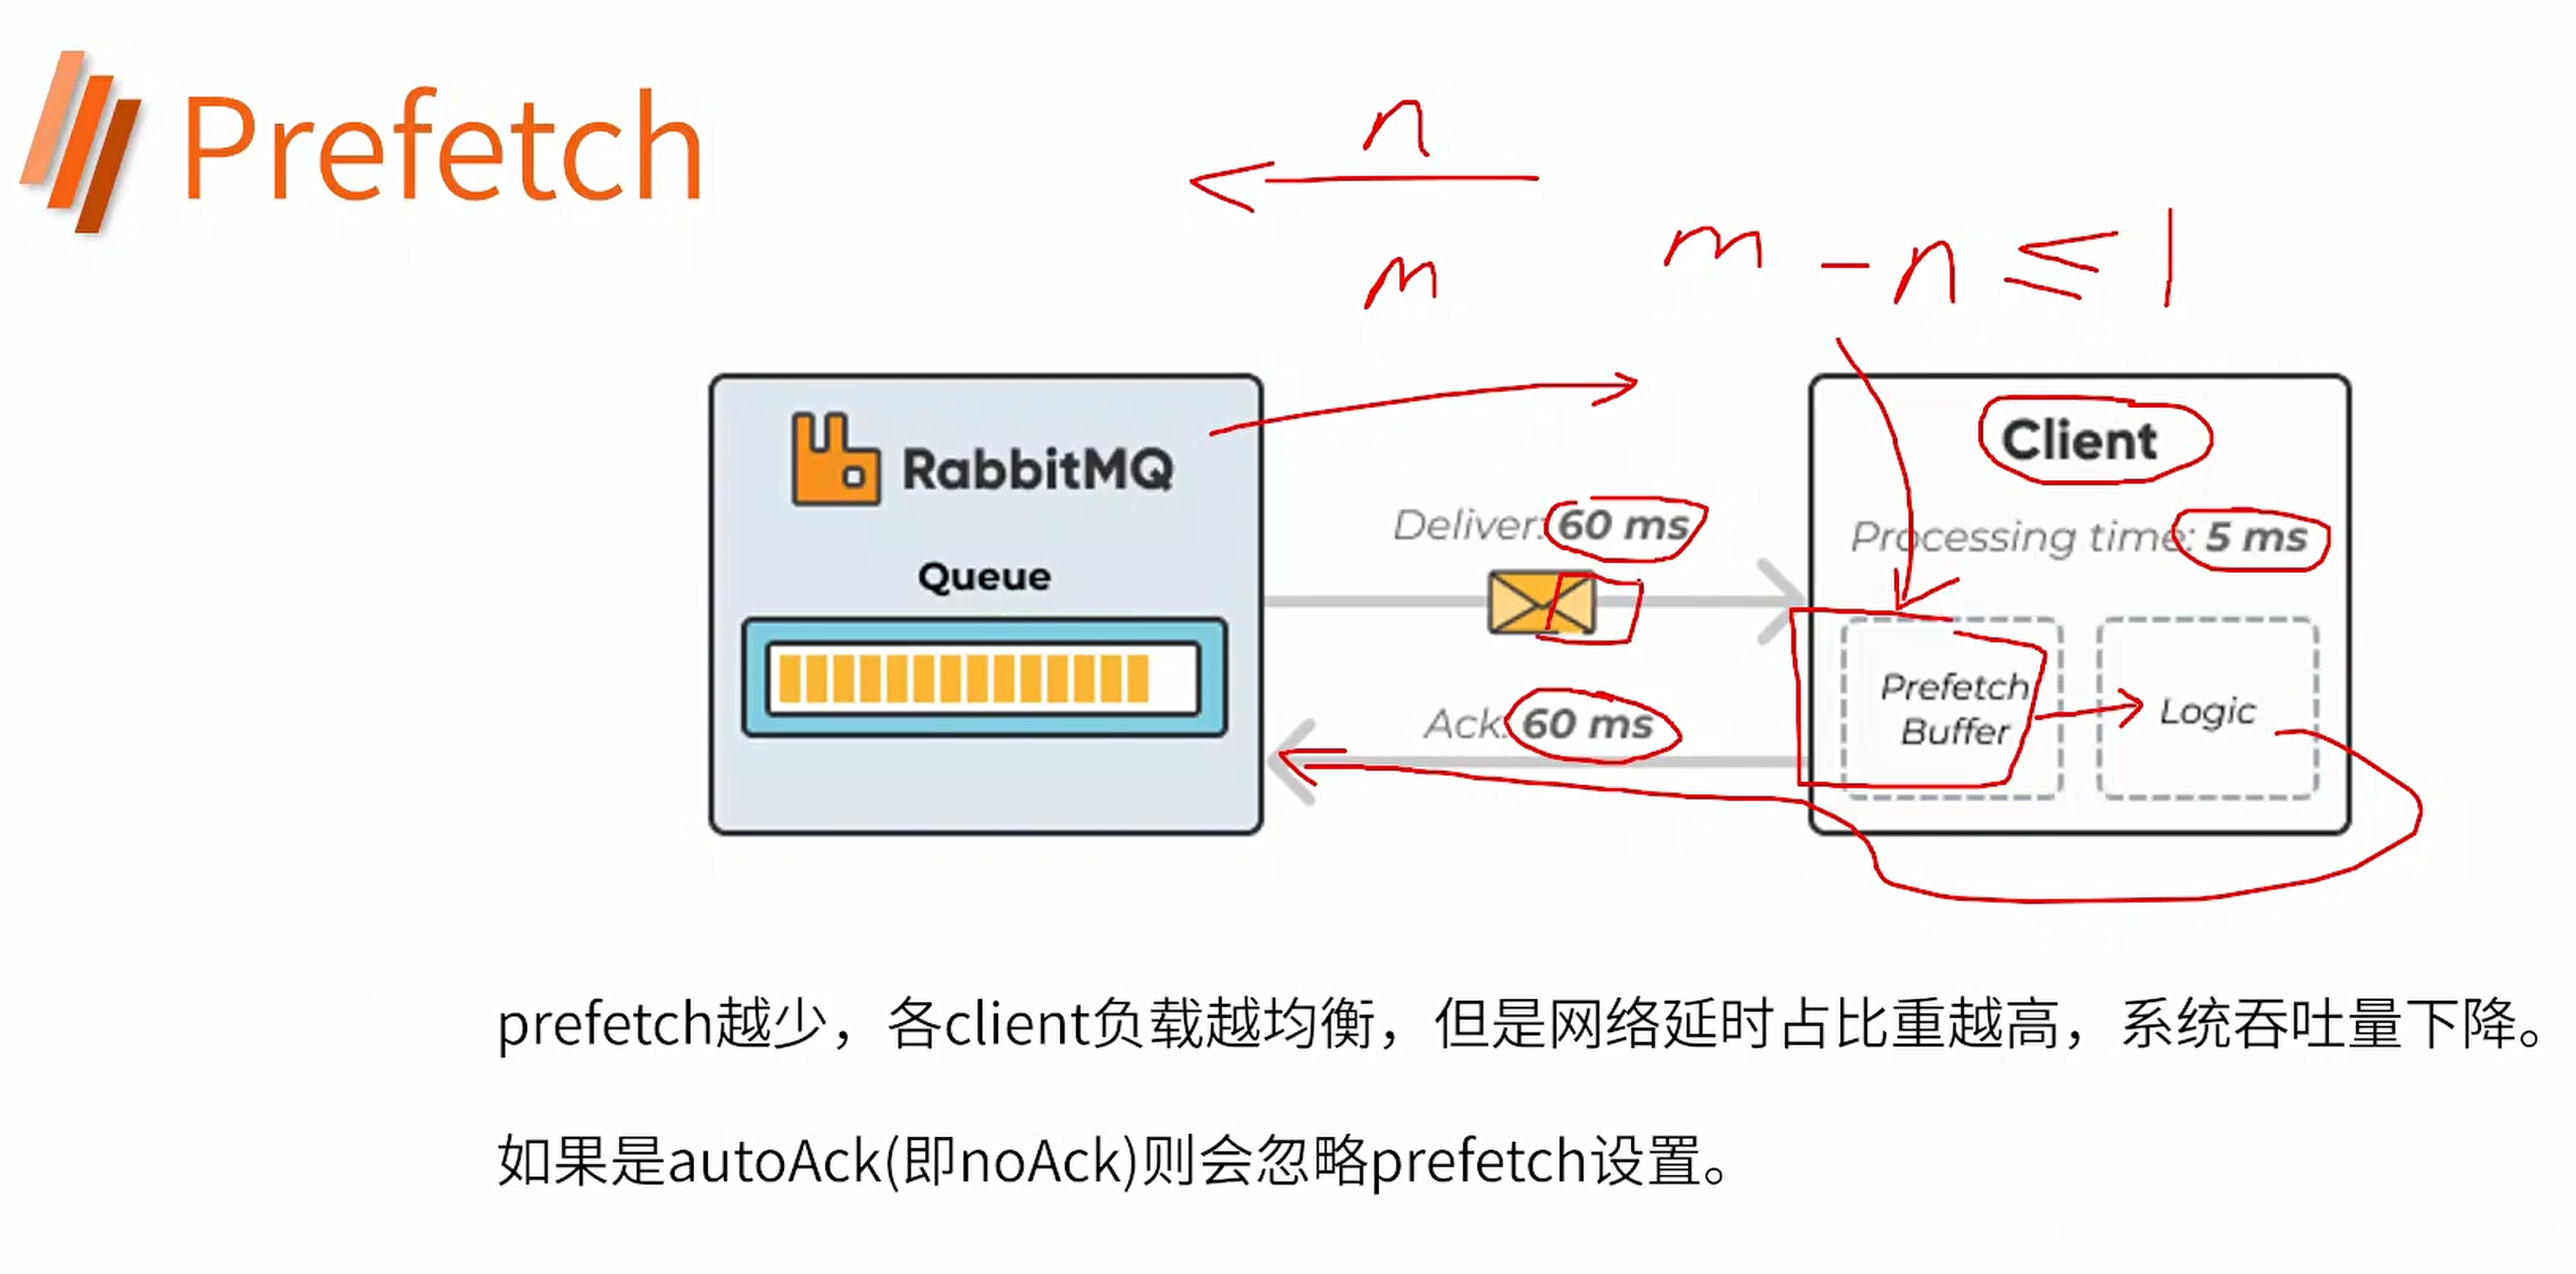 Prefetch
n
m
m - n ≤ 1
RabbitMQ
Queue
Deliver: 60 ms
Ack: 60 ms
Client
Processing time: 5 ms
Prefetch
Buffer
Logic
prefetch越少，各client负载越均衡，但是网络延时占比重越高，系统吞吐量下降。
如果是autoAck(即noAck)则会忽略prefetch设置。